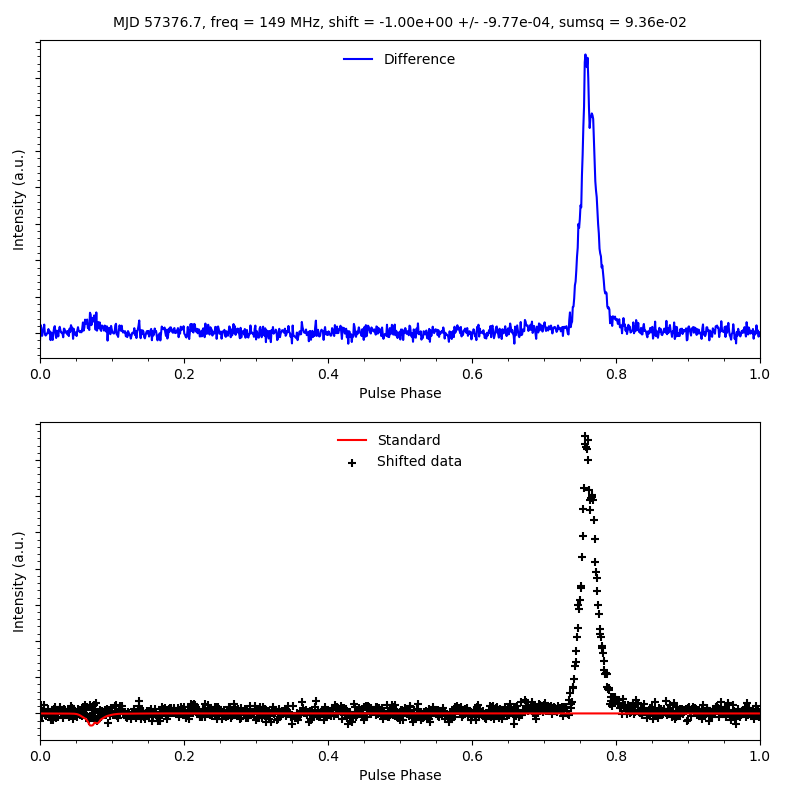 MJD 57376.7, freq = 149 MHz, shift = -1.00e+00 +/- -9.77e-04, sumsq = 9.36e-02
Difference
Intensity (a.u.)
0.0 0.2 0.4 0.6 0.8 1.0
Pulse Phase
Standard
Shifted data
Intensity (a.u.)
0.0 0.2 0.4 0.6 0.8 1.0
Pulse Phase